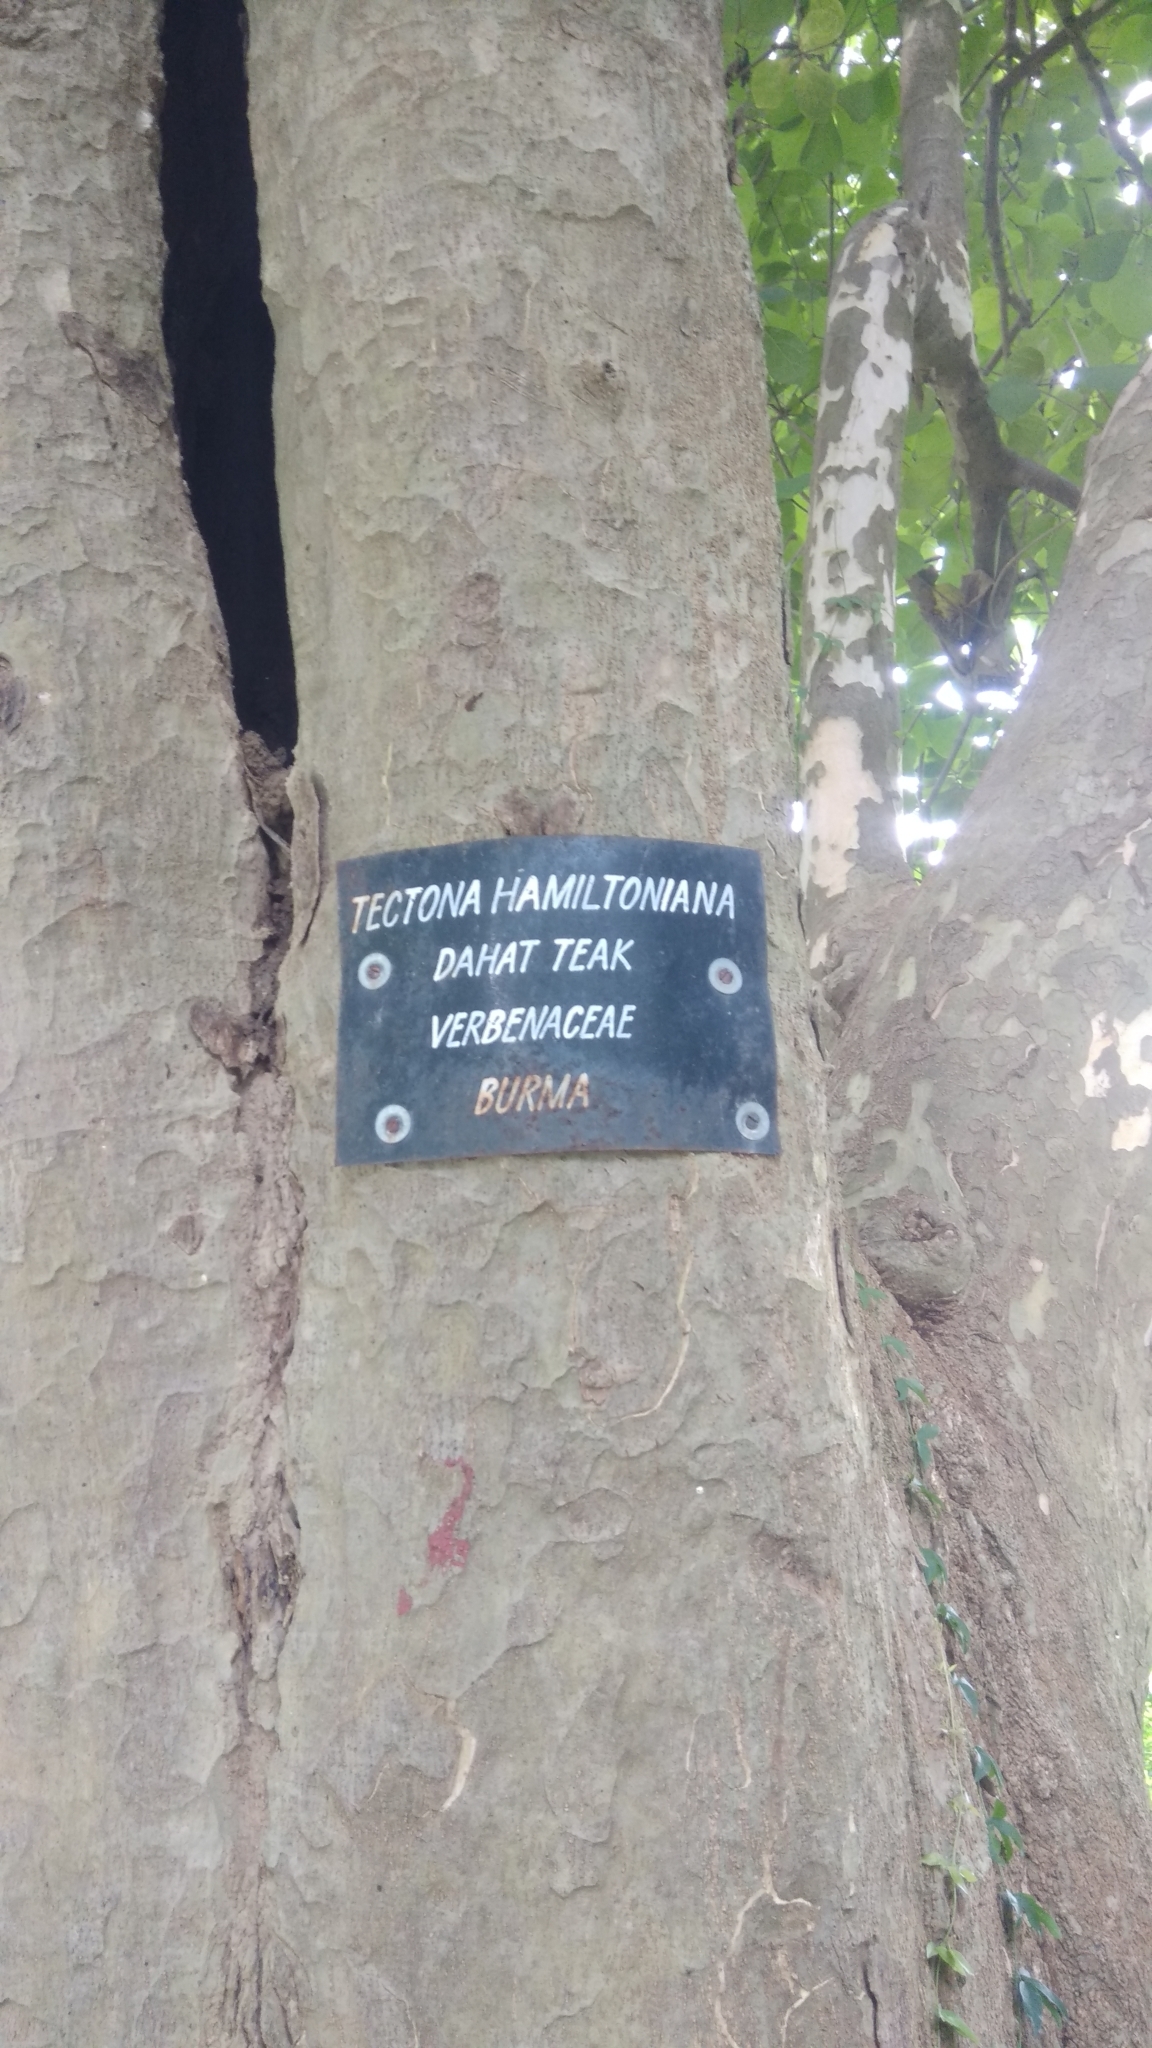 TECTONA HAMILTONIANA
DAHAT TEAK
VERBENACEAE
BURMA